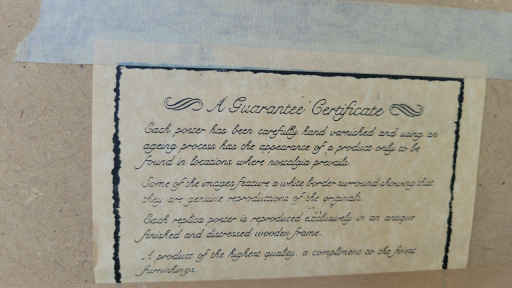 A Guarantee Certificate
Each poster has been carefully hand varnished and using an
ageing process has the appearance of a product only to be
found in locations where nostalgia prevails.
Some of the images feature a white border surround showing that
they are genuine reproductions of the originals.
Each replica poster is reproduced exclusively in an antique
finished and distressed wooden frame.
A product of the highest quality, a compliment to the finest
furnishings.